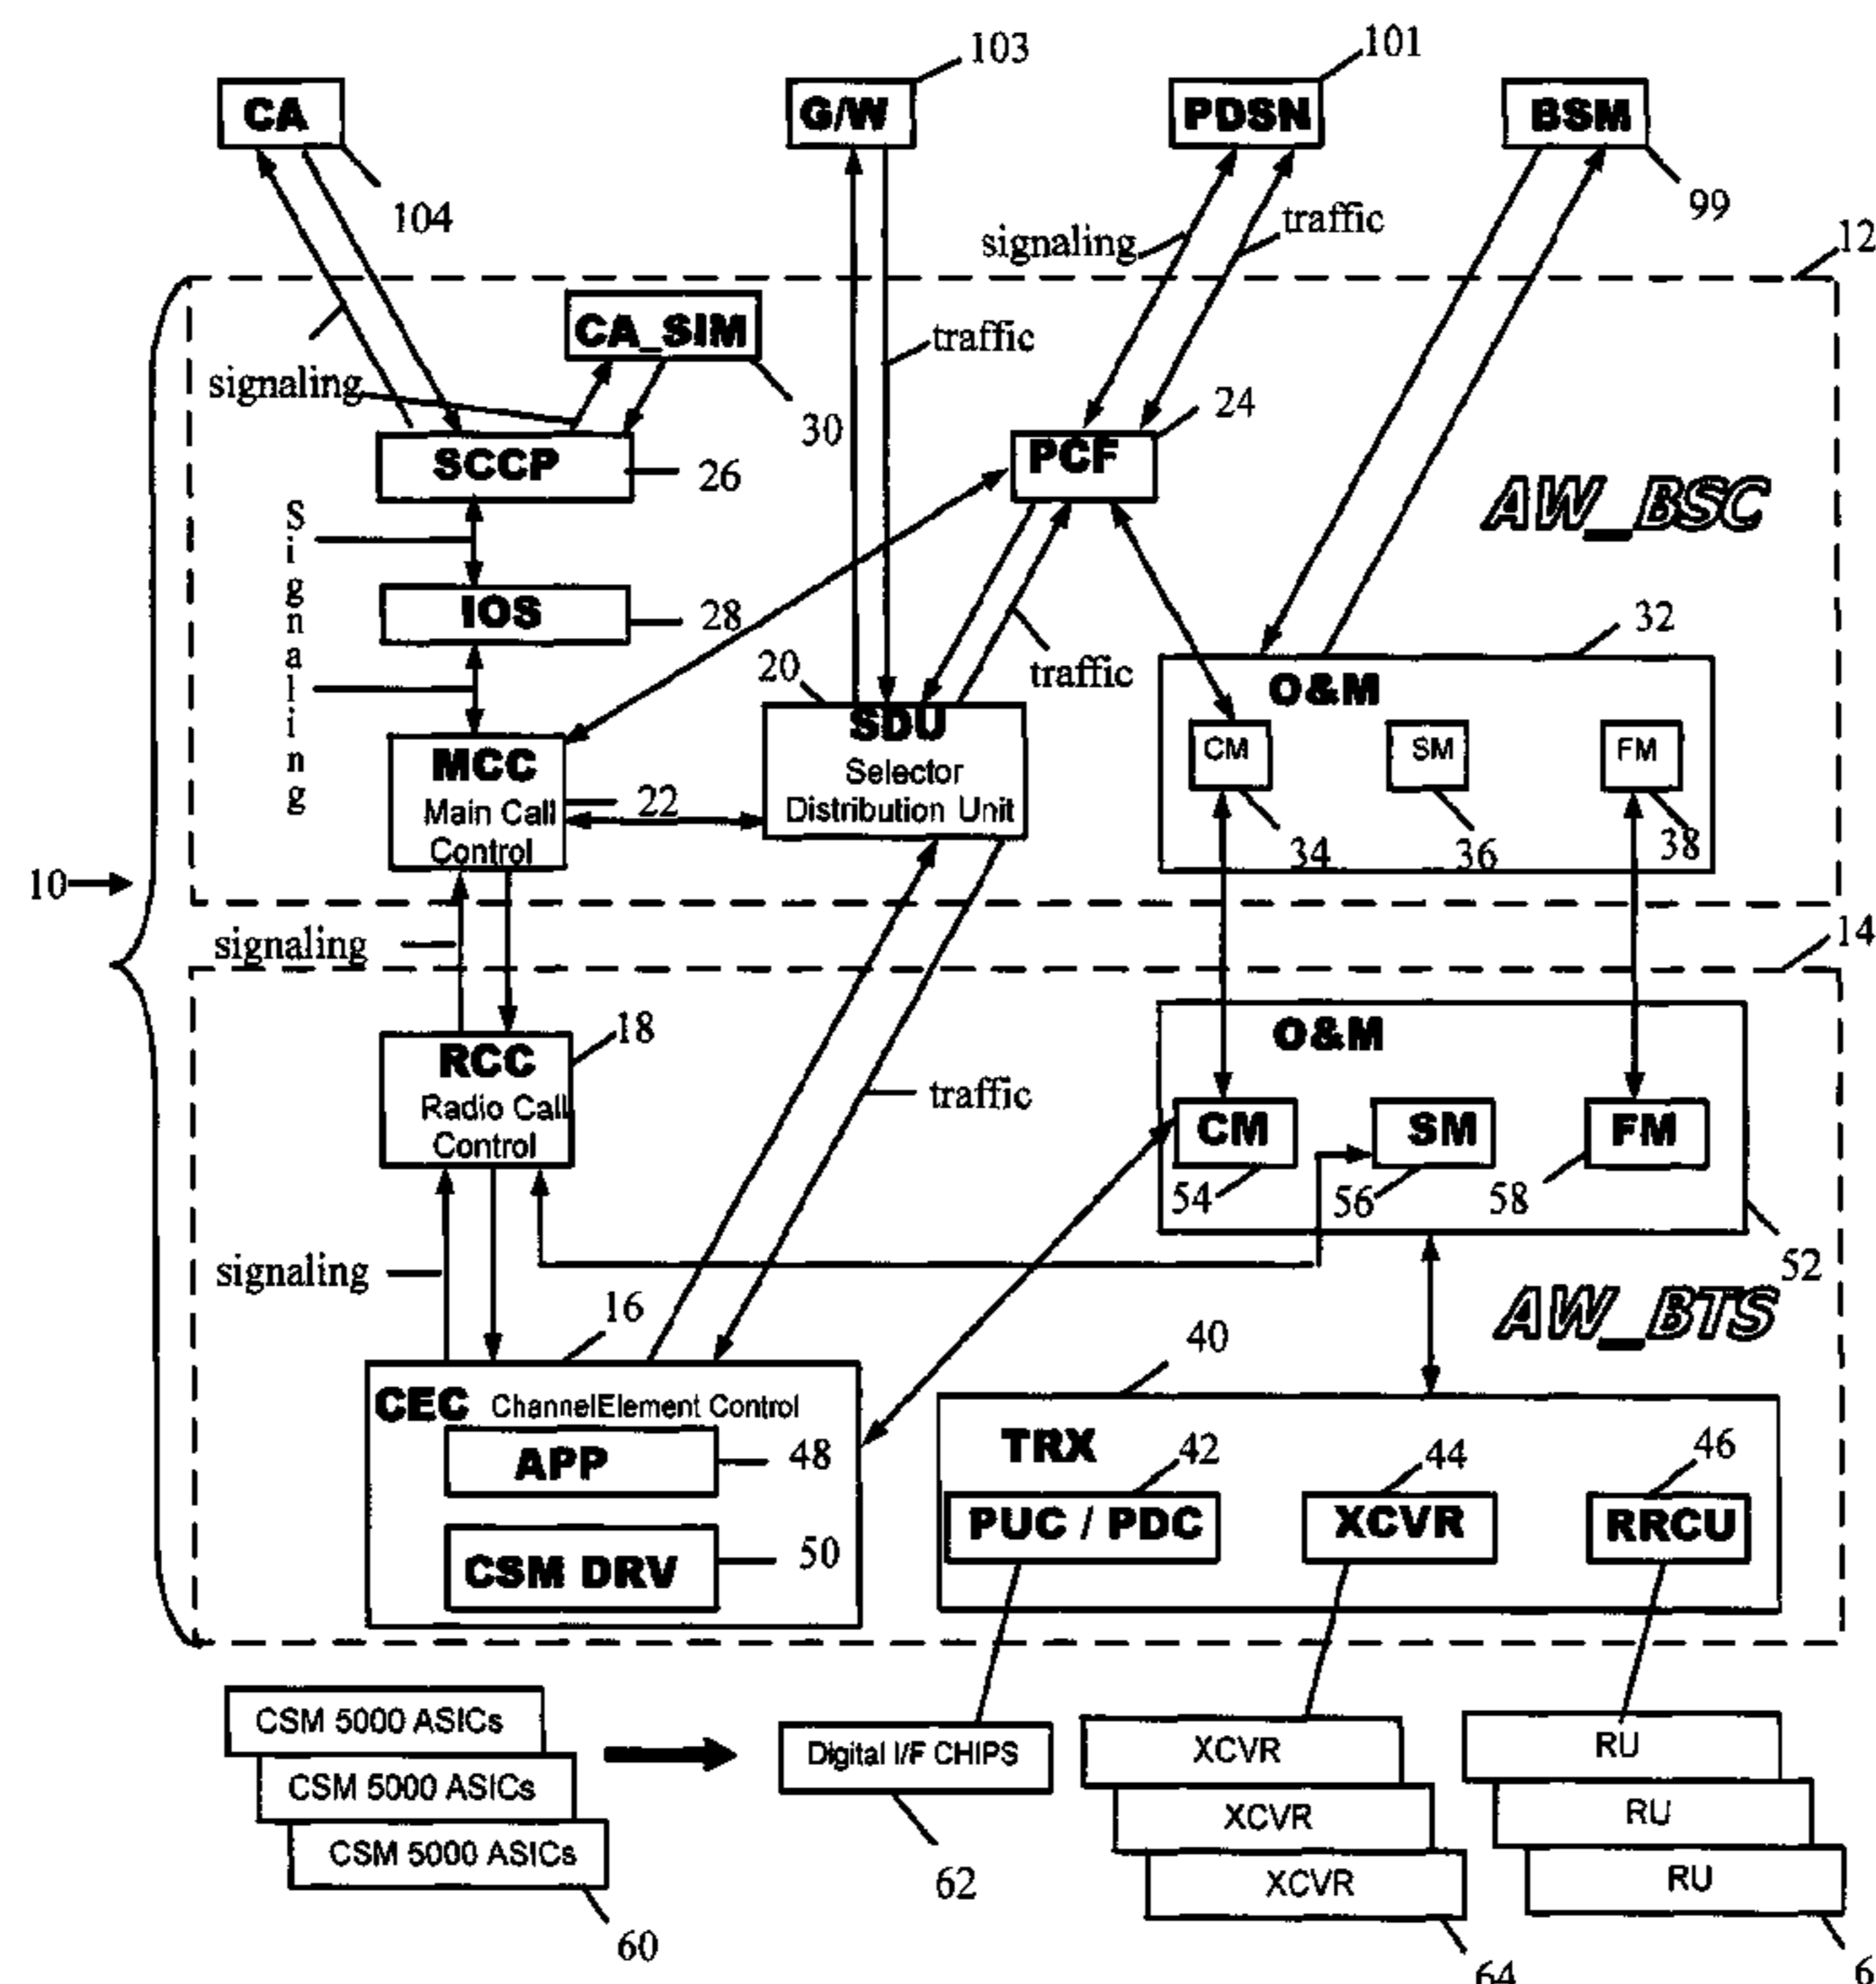 103
101
CA
G/W
PDSN
BSM
104
99
signaling
traffic
12
CA_SIM
traffic
signaling
30
24
SCCP
26
PCF
AW_BSC
Signaling
IOS
28
32
20
traffic
O&M
SDU
Selector
Distribution Unit
CM
SM
FM
MCC
Main Call
Control
22
34
36
38
10
signaling
14
18
RCC
Radio Call
Control
O&M
traffic
CM
SM
FM
54
56
58
signaling
52
16
AW_BTS
40
CEC ChannelElement Control
APP
48
TRX
42
44
46
PUC / PDC
XCVR
RRCU
CSM DRV
50
CSM 5000 ASICs
CSM 5000 ASICs
CSM 5000 ASICs
Digital I/F CHIPS
XCVR
XCVR
XCVR
RU
RU
RU
62
60
64